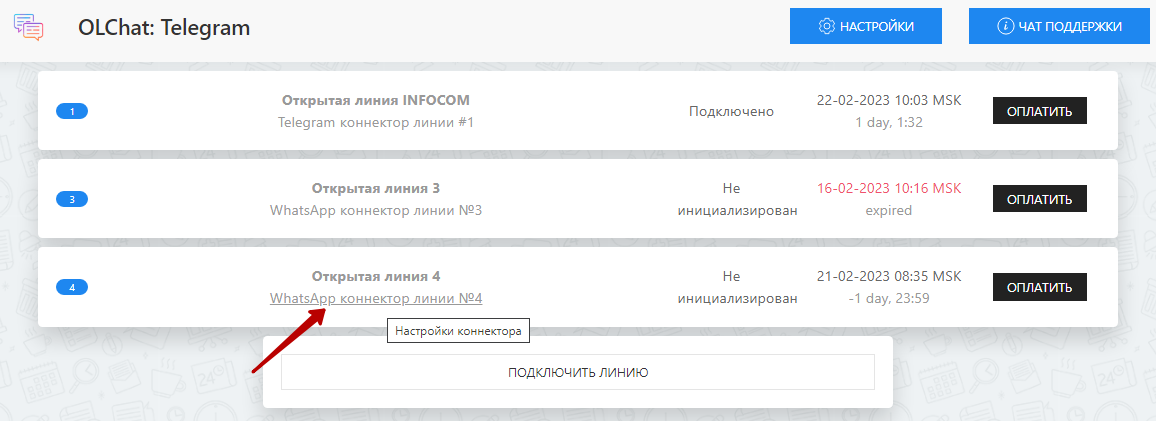 OLChat: Telegram
НАСТРОЙКИ
ЧАТ ПОДДЕРЖКИ
1
Открытая линия INFOCOM
Telegram коннектор линии #1
Подключено
22-02-2023 10:03 MSK
1 day, 1:32
ОПЛАТИТЬ
3
Открытая линия 3
WhatsApp коннектор линии №3
Не
инициализирован
16-02-2023 10:16 MSK
expired
ОПЛАТИТЬ
4
Открытая линия 4
WhatsApp коннектор линии №4
Не
инициализирован
21-02-2023 08:35 MSK
-1 day, 23:59
ОПЛАТИТЬ
Настройки коннектора
ПОДКЛЮЧИТЬ ЛИНИЮ